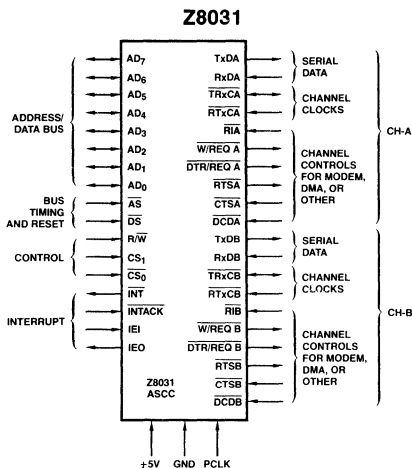 Z8031
ADDRESS/
DATA BUS
BUS
TIMING
AND RESET
CONTROL
INTERRUPT
AD7
AD6
AD5
AD4
AD3
AD2
AD1
AD0
AS
DS
R/W
CS1
CS0
INT
INTACK
IEI
IEO
Z8031
ASCC
TxDA
RxDA
TRxCA
RTxCA
RIA
W/REQ A
DTR/REQ A
RTSA
CTSA
DCDA
TxDB
RxDB
TRxCB
RTxCB
RIB
W/REQ B
DTR/REQ B
RTSB
CTSB
DCDB
SERIAL
DATA
CHANNEL
CLOCKS
CHANNEL
CONTROLS
FOR MODEM,
DMA, OR
OTHER
CH-A
SERIAL
DATA
CHANNEL
CLOCKS
CHANNEL
CONTROLS
FOR MODEM,
DMA, OR
OTHER
CH-B
+5V GND PCLK